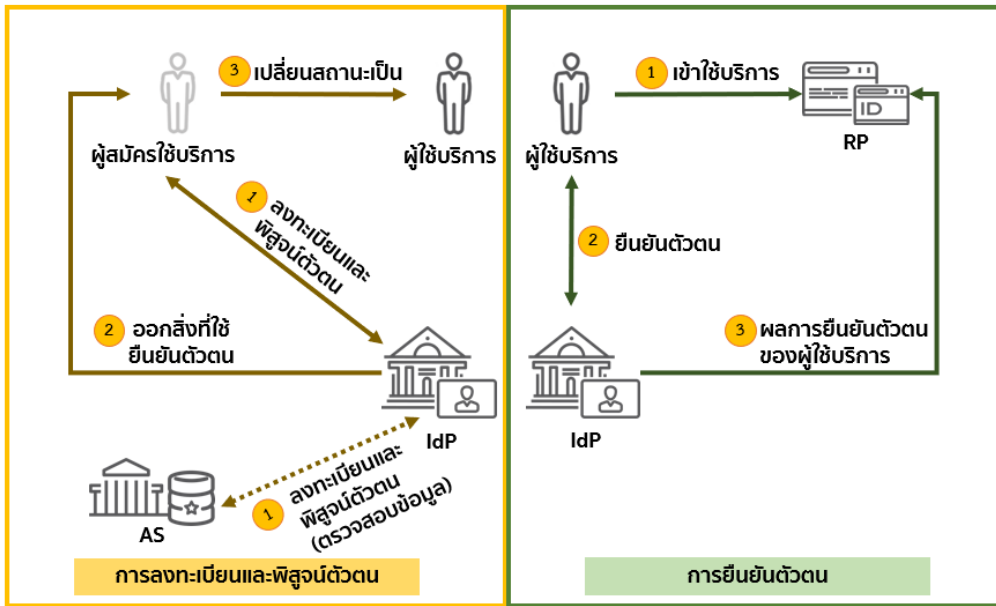 3 เปลี่ยนสถานะเป็น
ผู้สมัครใช้บริการ
ผู้ใช้บริการ
1 ลงทะเบียนและ
พิสูจน์ตัวตน
2 ออกสิ่งที่ใช้
ยืนยันตัวตน
IdP
1 ลงทะเบียนและ
พิสูจน์ตัวตน
(ตรวจสอบข้อมูล)
AS
การลงทะเบียนและพิสูจน์ตัวตน
1 เข้าใช้บริการ
ID
RP
ผู้ใช้บริการ
2 ยืนยันตัวตน
3 ผลการยืนยันตัวตน
ของผู้ใช้บริการ
IdP
การยืนยันตัวตน